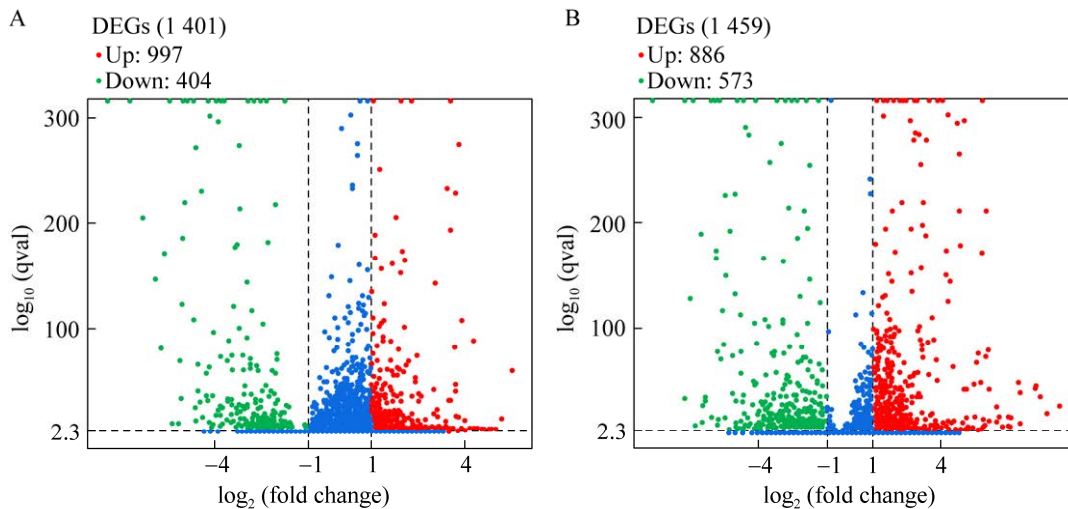 A
DEGs (1 401)
Up: 997
Down: 404
300
200
100
2.3
log₁₀ (qval)
−4
−1
1
4
log₂ (fold change)
B
DEGs (1 459)
Up: 886
Down: 573
300
200
100
2.3
log₁₀ (qval)
−4
−1
1
4
log₂ (fold change)